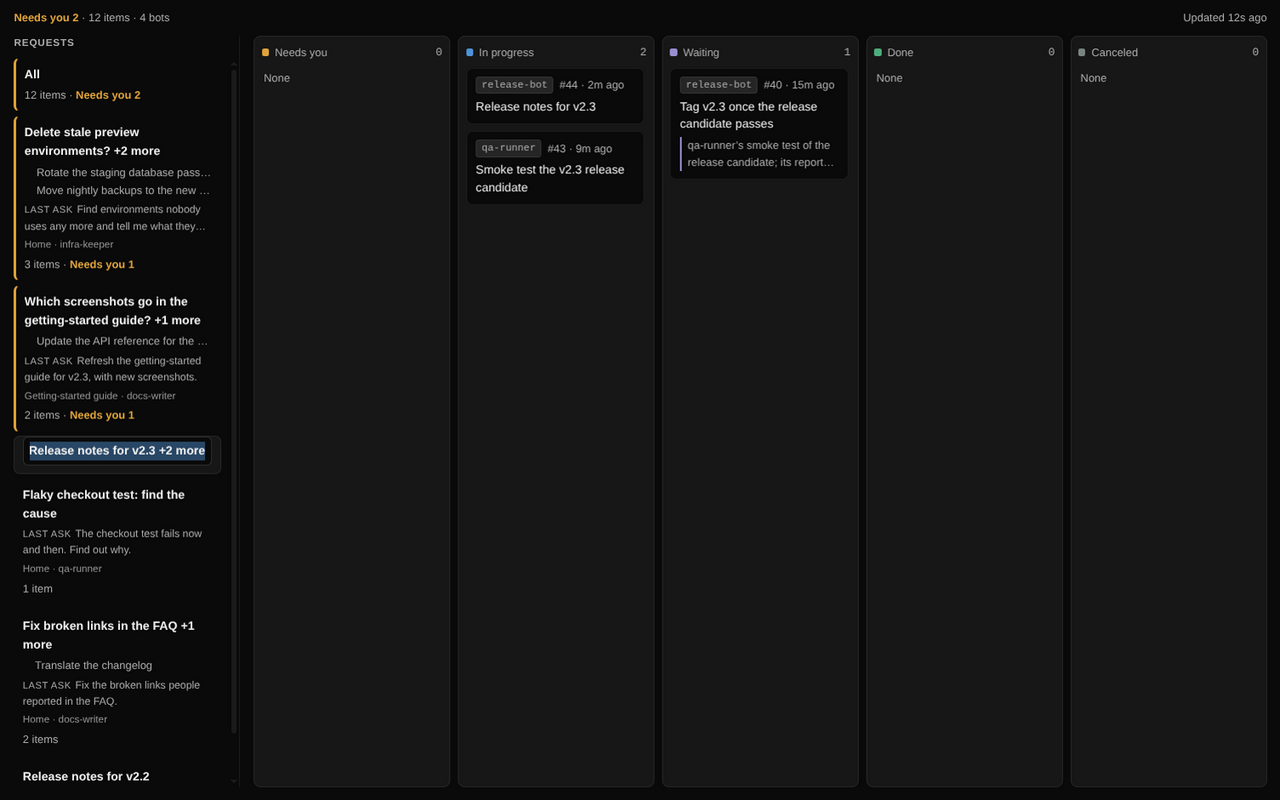 Needs you 2 · 12 items · 4 bots
Updated 12s ago
REQUESTS
All
12 items · Needs you 2
Delete stale preview
environments? +2 more
Rotate the staging database pass…
Move nightly backups to the new …
LAST ASK Find environments nobody
uses any more and tell me what they…
Home · infra-keeper
3 items · Needs you 1
Which screenshots go in the
getting-started guide? +1 more
Update the API reference for the …
LAST ASK Refresh the getting-started
guide for v2.3, with new screenshots.
Getting-started guide · docs-writer
2 items · Needs you 1
Release notes for v2.3 +2 more
Flaky checkout test: find the
cause
LAST ASK The checkout test fails now
and then. Find out why.
Home · qa-runner
1 item
Fix broken links in the FAQ +1
more
Translate the changelog
LAST ASK Fix the broken links people
reported in the FAQ.
Home · docs-writer
2 items
Release notes for v2.2
Needs you 0
None
In progress 2
release-bot #44 · 2m ago
Release notes for v2.3
qa-runner #43 · 9m ago
Smoke test the v2.3 release
candidate
Waiting 1
release-bot #40 · 15m ago
Tag v2.3 once the release
candidate passes
qa-runner’s smoke test of the
release candidate; its report…
Done 0
None
Canceled 0
None